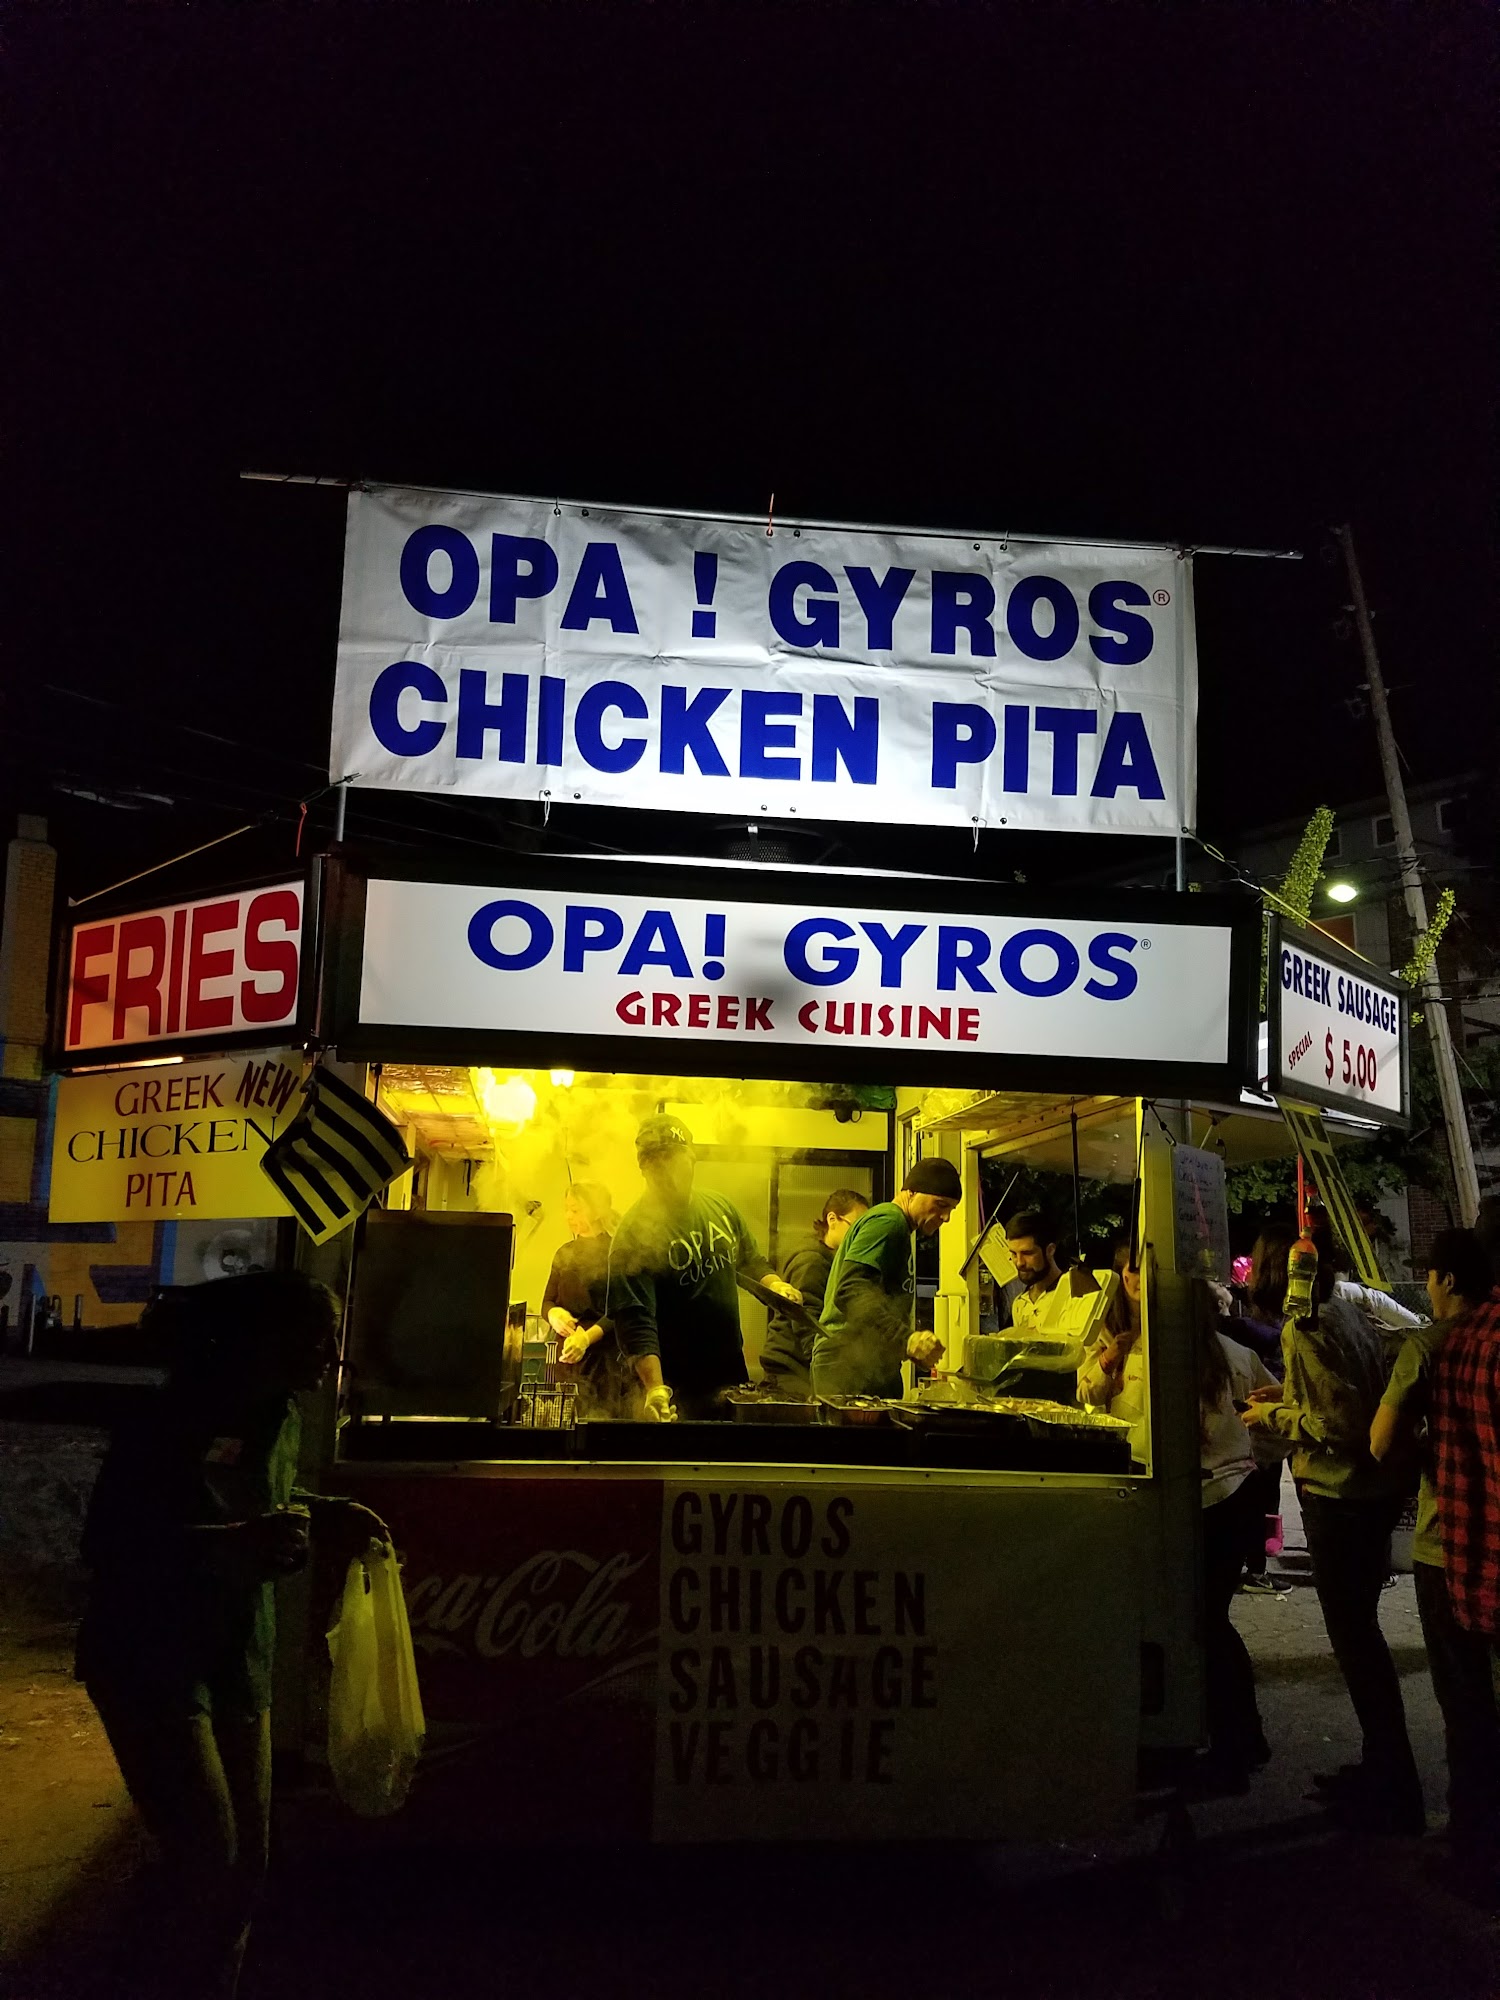 OPA ! GYROS®
CHICKEN PITA
FRIES
OPA! GYROS®
GREEK CUISINE
GREEK SAUSAGE
SPECIAL $ 5.00
GREEK NEW
CHICKEN
PITA
OPA!
CUISINE
Coca-Cola
GYROS
CHICKEN
SAUSAGE
VEGGIE